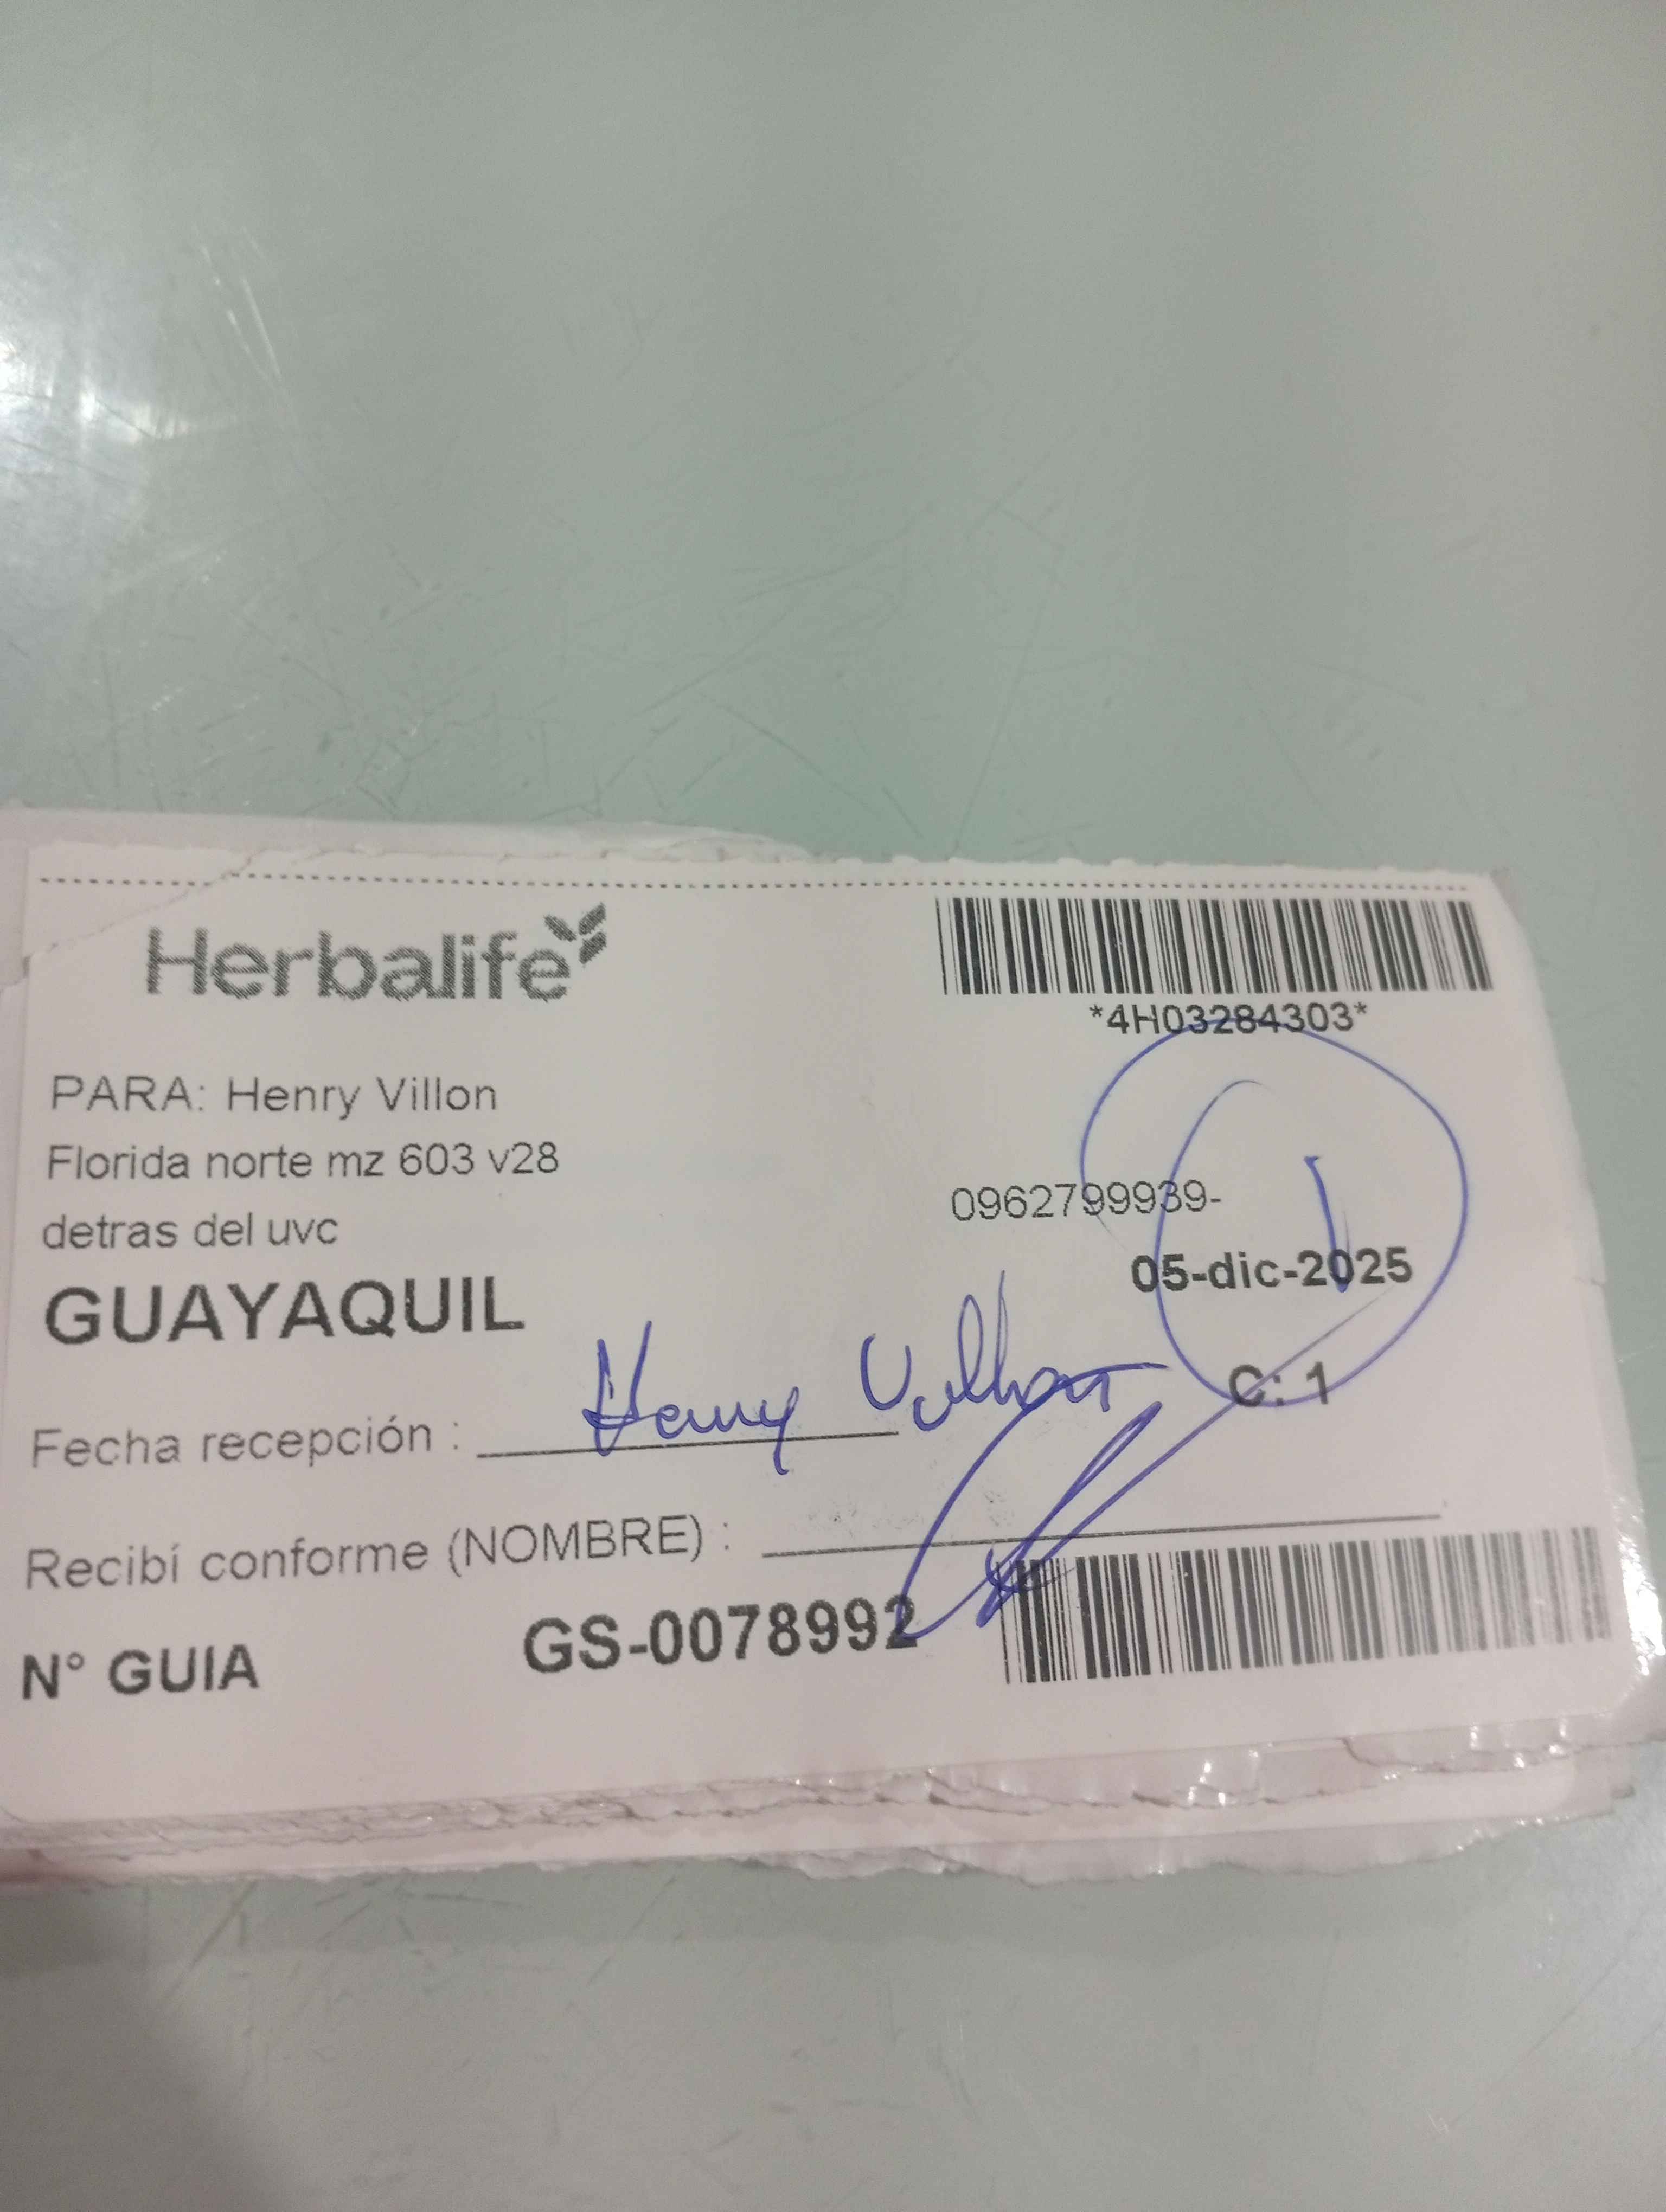 Herbalife
*4H03284303*
PARA: Henry Villon
Florida norte mz 603 v28
0962799939-
detras del uvc
05-dic-2025
GUAYAQUIL
C: 1
Fecha recepción : Henry Villon
Recibí conforme (NOMBRE) :
N° GUIA GS-0078992